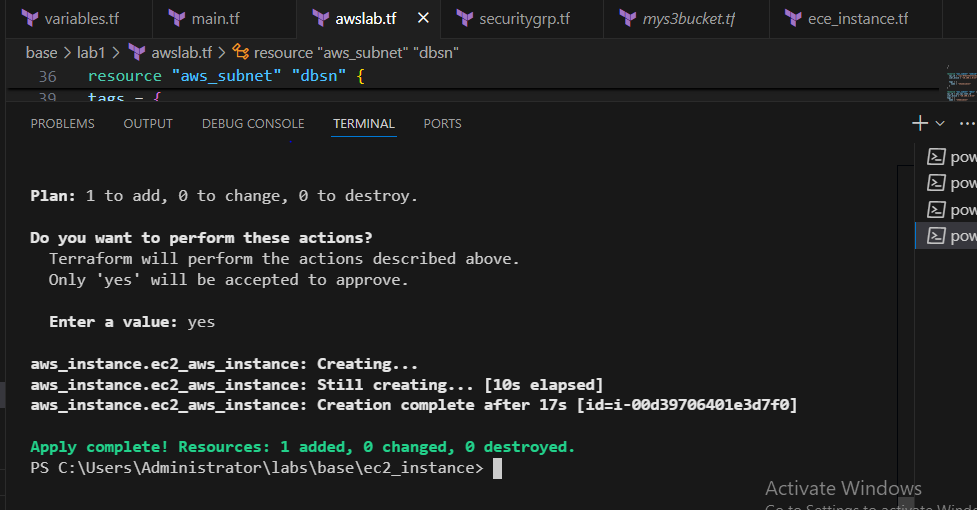 variables.tf main.tf awslab.tf securitygrp.tf mys3bucket.tf ece_instance.tf
base > lab1 > awslab.tf > resource "aws_subnet" "dbsn"
36 resource "aws_subnet" "dbsn" {
39 tags = {
PROBLEMS OUTPUT DEBUG CONSOLE TERMINAL PORTS
pow
pow
pow
pow
Plan: 1 to add, 0 to change, 0 to destroy.
Do you want to perform these actions?
Terraform will perform the actions described above.
Only 'yes' will be accepted to approve.
Enter a value: yes
aws_instance.ec2_aws_instance: Creating...
aws_instance.ec2_aws_instance: Still creating... [10s elapsed]
aws_instance.ec2_aws_instance: Creation complete after 17s [id=i-00d39706401e3d7f0]
Apply complete! Resources: 1 added, 0 changed, 0 destroyed.
PS C:\Users\Administrator\labs\base\ec2_instance>
Activate Windows
Go to Settings to activate Windo